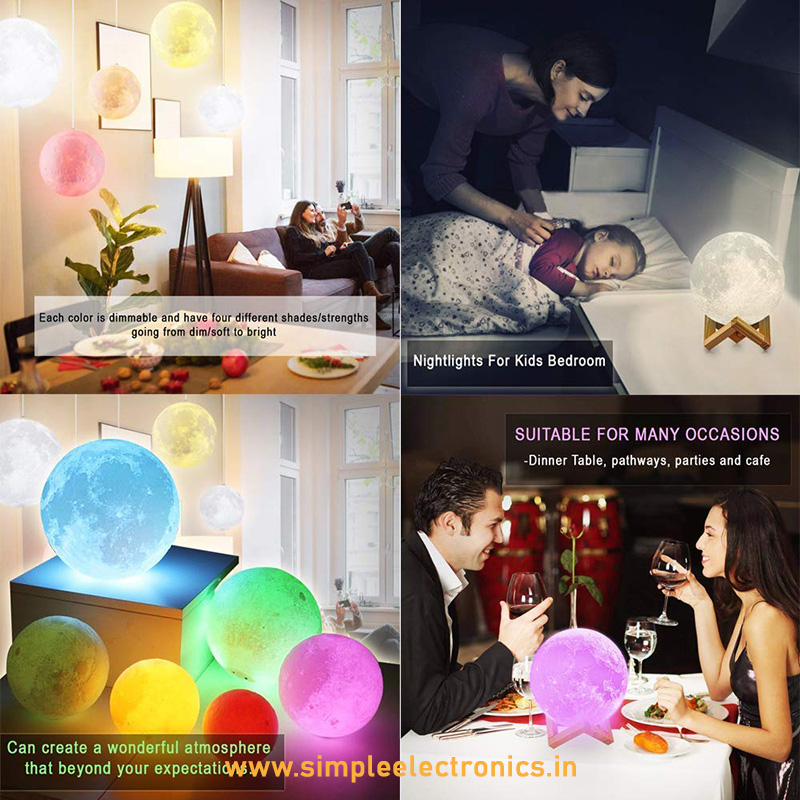 Each color is dimmable and have four different shades/strengths
going from dim/soft to bright
Nightlights For Kids Bedroom
SUITABLE FOR MANY OCCASIONS
-Dinner Table, pathways, parties and cafe
Can create a wonderful atmosphere
that beyond your expectations.
www.simpleelectronics.in